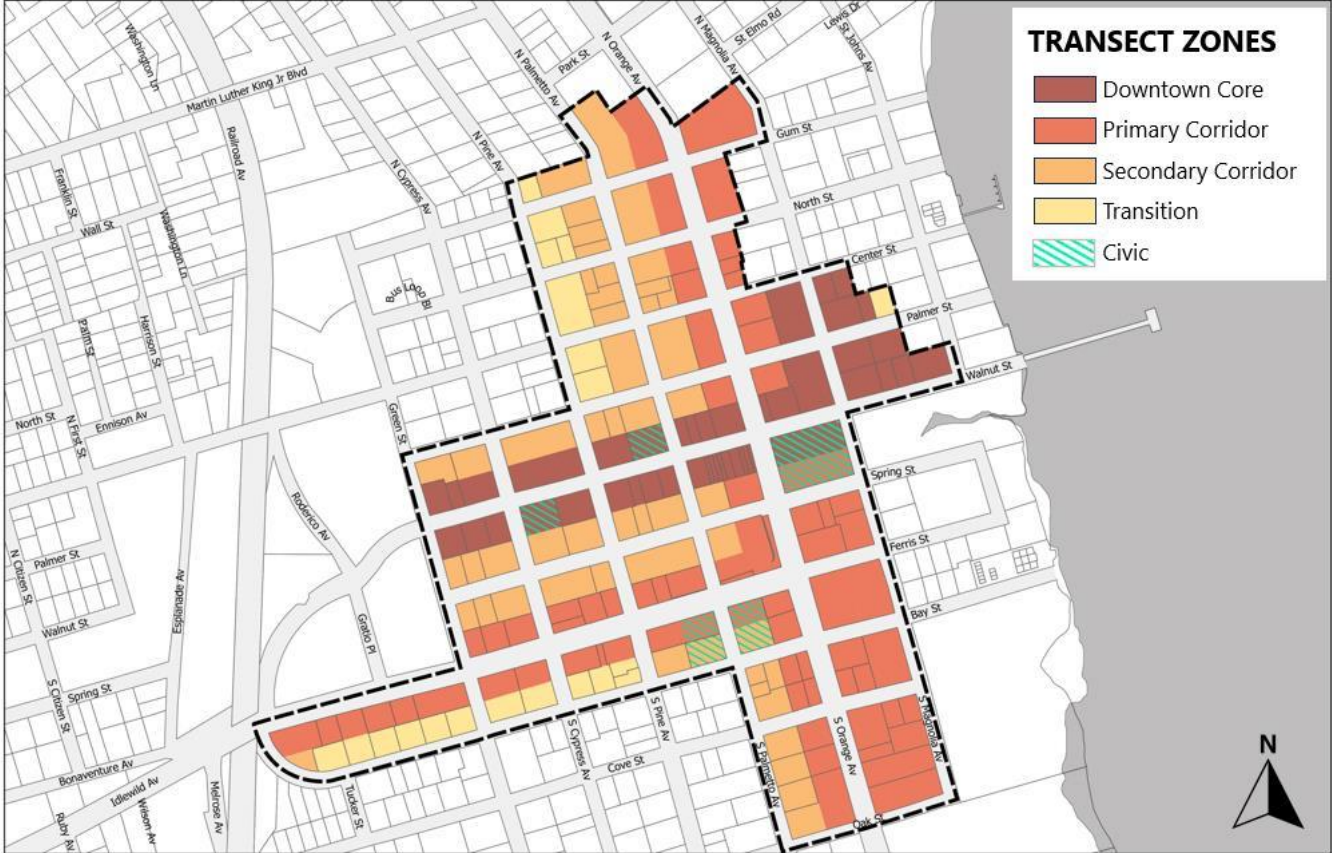 TRANSECT ZONES
Downtown Core
Primary Corridor
Secondary Corridor
Transition
Civic
Washington Ln
Martin Luther King Jr Blvd
Railroad Av
N Palmetto Av
Park St
N Orange Av
N Magnolia Av
St Elmo Rd
Lewis Dr
St Johns Av
Gum St
N Pine Av
N Cypress Av
Franklin St
Wall St
Washington Ln
North St
Center St
Bus Loop Bl
Palm St
Harrison St
Palmer St
Walnut St
North St
N First St
Ennison Av
Green St
Spring St
Roderico Av
Ferris St
N Citizen St
Palmer St
Esplanade Av
Walnut St
Gratio Pl
Bay St
S Citizen St
Spring St
S Pine Av
S Cypress Av
Cove St
S Palmetto Av
S Orange Av
S Magnolia Av
Bonaventure Av
Idlewild Av
Ruby Av
Wilson Av
Melrose Av
Tucker St
Oak St
N